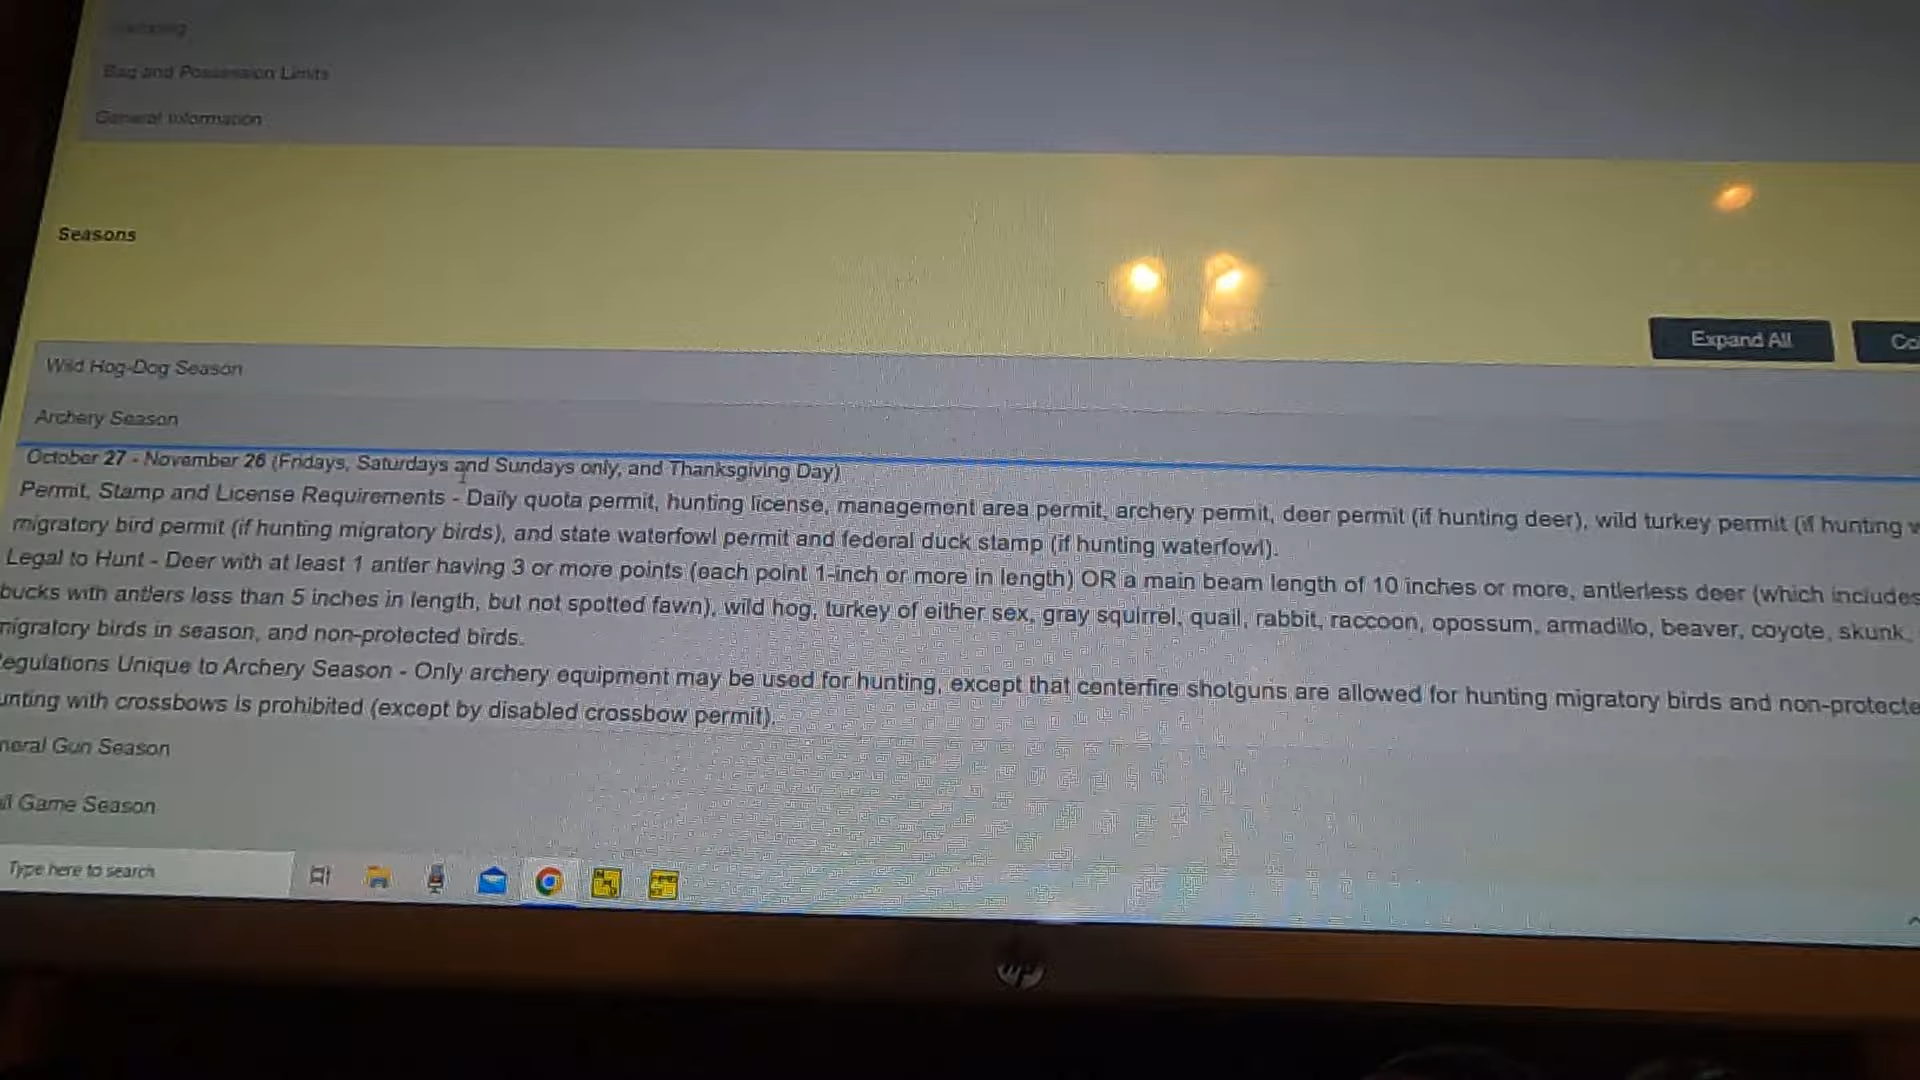 Bag and Possession Limits
General Information
Seasons
Expand All
Co
Wild Hog-Dog Season
Archery Season
October 27 - November 26 (Fridays, Saturdays and Sundays only, and Thanksgiving Day)
Permit, Stamp and License Requirements - Daily quota permit, hunting license, management area permit, archery permit, deer permit (if hunting deer), wild turkey permit (if hunting w
migratory bird permit (if hunting migratory birds), and state waterfowl permit and federal duck stamp (if hunting waterfowl).
Legal to Hunt - Deer with at least 1 antler having 3 or more points (each point 1-inch or more in length) OR a main beam length of 10 inches or more, antlerless deer (which includes
bucks with antlers less than 5 inches in length, but not spotted fawn), wild hog, turkey of either sex, gray squirrel, quail, rabbit, raccoon, opossum, armadillo, beaver, coyote, skunk,
migratory birds in season, and non-protected birds.
egulations Unique to Archery Season - Only archery equipment may be used for hunting, except that centerfire shotguns are allowed for hunting migratory birds and non-protecte
unting with crossbows is prohibited (except by disabled crossbow permit).
neral Gun Season
ll Game Season
Type here to search
hp